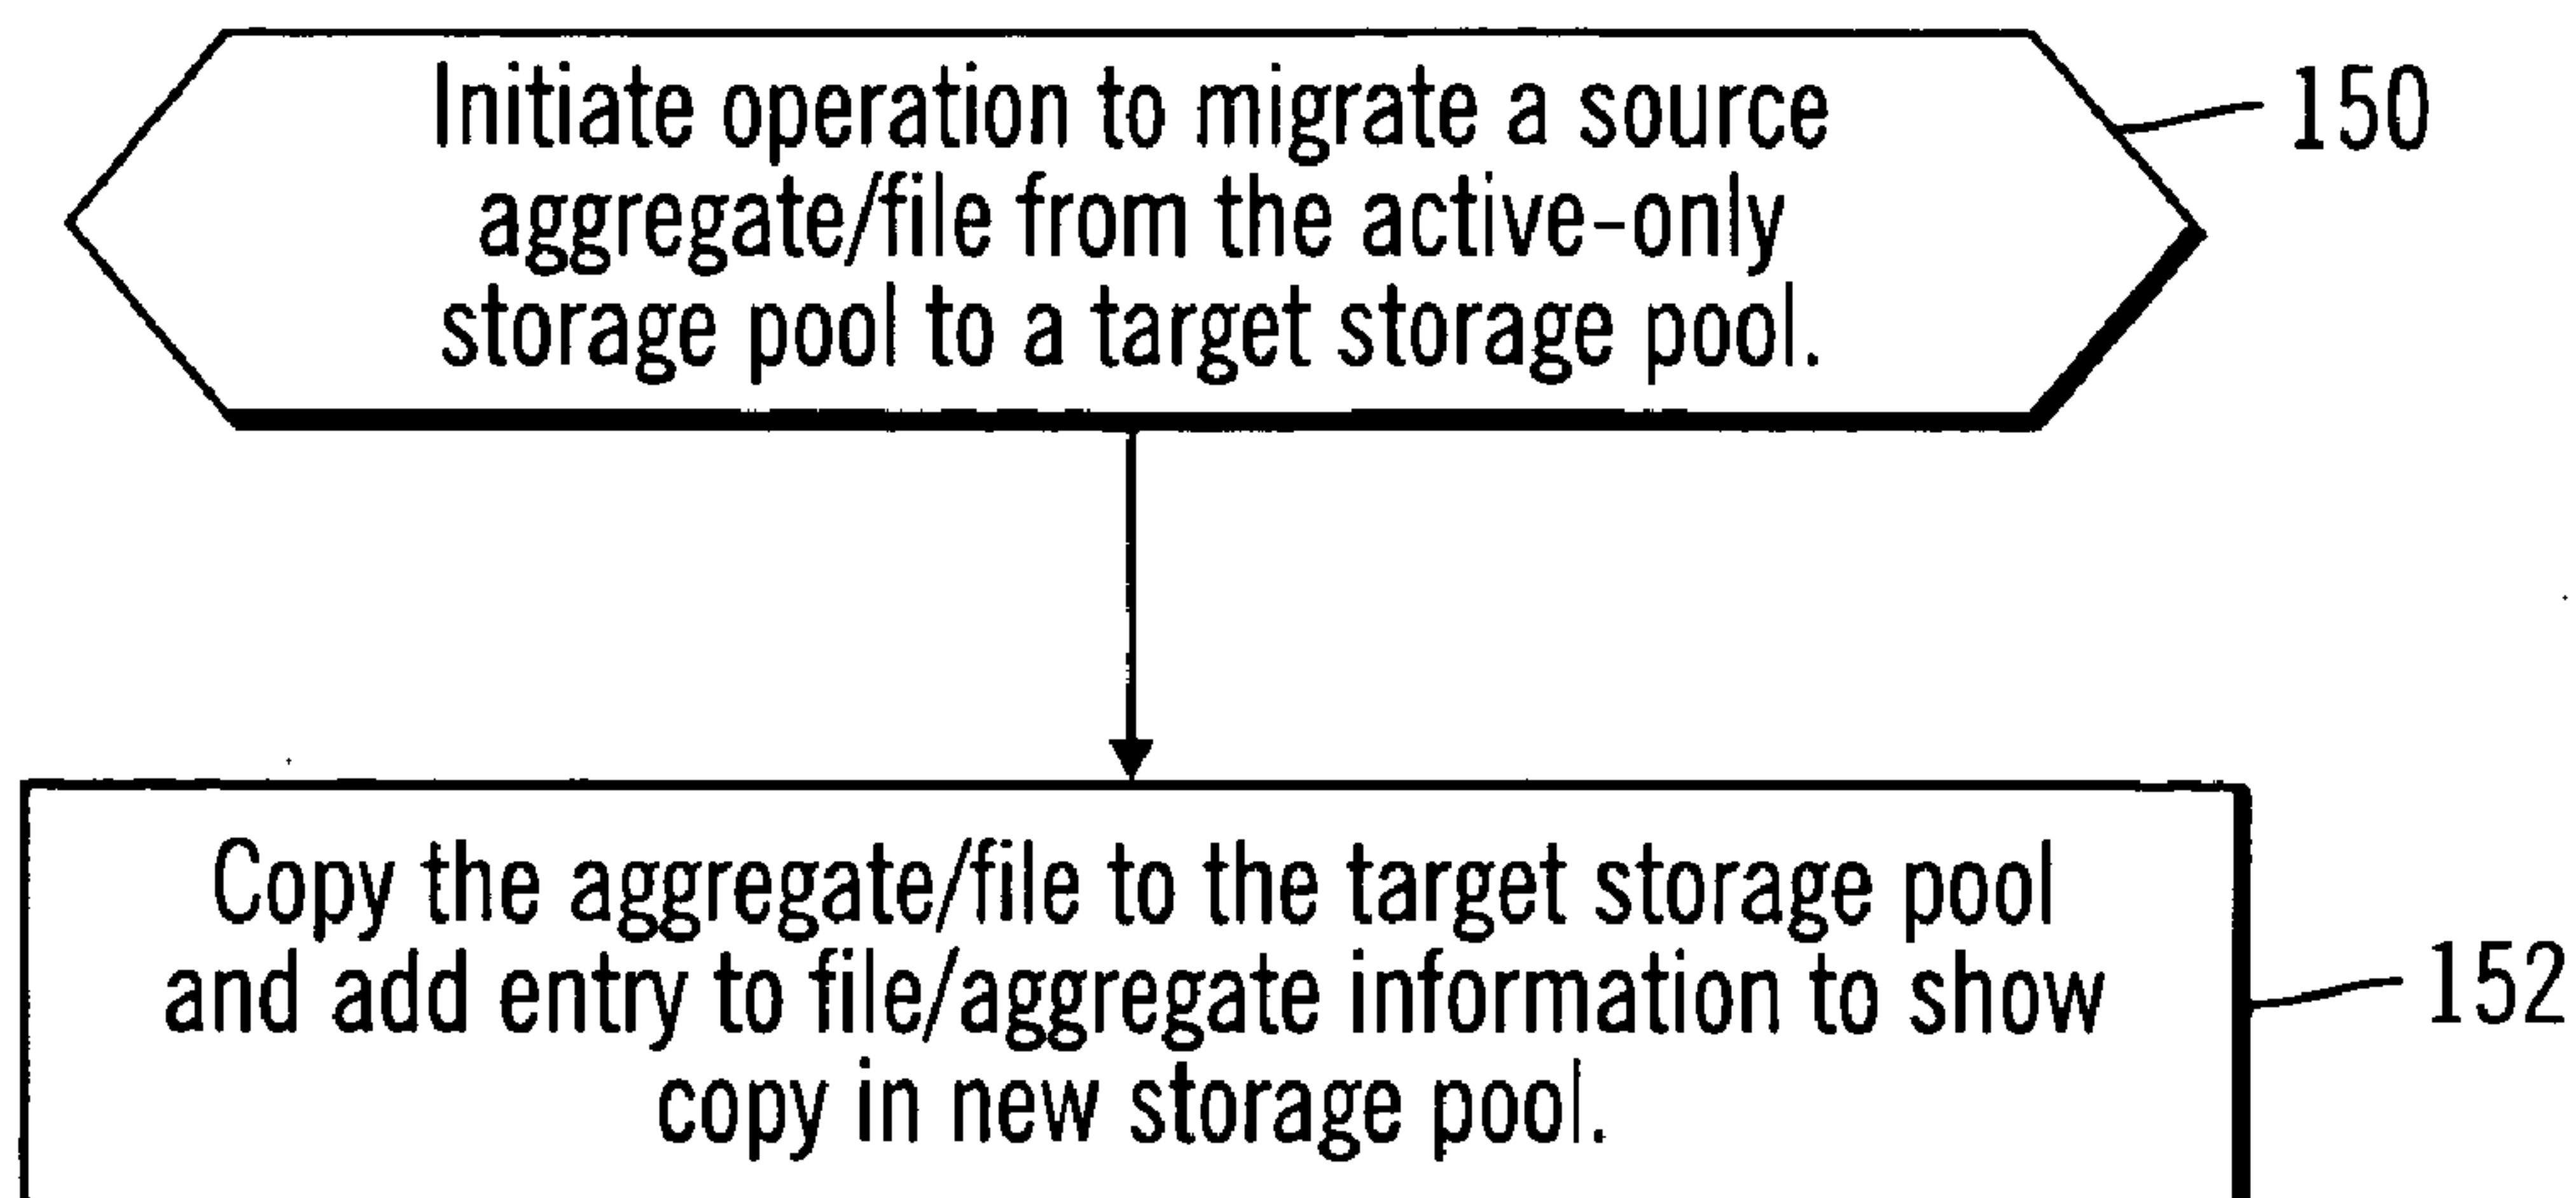 Initiate operation to migrate a source
aggregate/file from the active-only
storage pool to a target storage pool.
150
Copy the aggregate/file to the target storage pool
and add entry to file/aggregate information to show
copy in new storage pool.
152